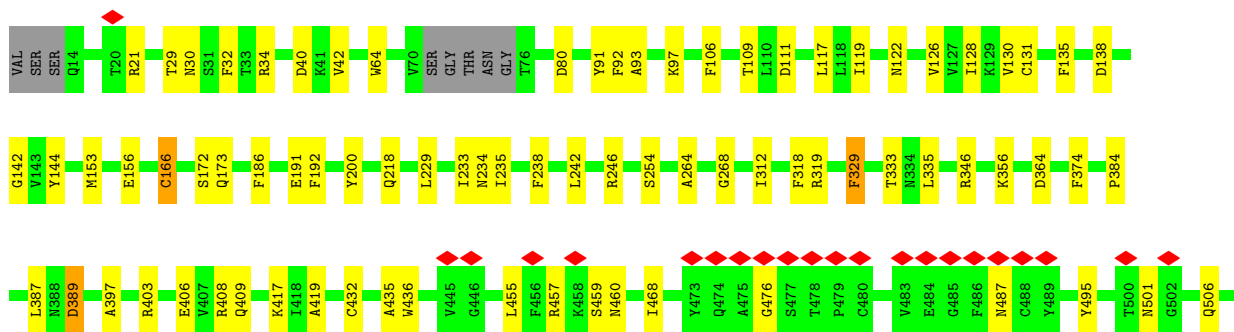 VAL SER SER Q14 T20 R21 T29 N30 S31 F32 T33 R34 D40 K41 V42 W64 V70 SER GLY THR ASN GLY T76 D80 Y91 F92 A93 K97 F106 T109 L110 D111 L117 L118 I119 N122 V126 V127 I128 K129 V130 C131 F135 D138
G142 V143 Y144 M153 E156 C166 S172 Q173 F186 E191 F192 Y200 Q218 L229 I233 N234 I235 F238 L242 R246 S254 A264 G268 I312 F318 R319 F329 T333 N334 L335 R346 K356 D364 F374 P384
L387 N388 D389 A397 R403 E406 V407 R408 Q409 K417 I418 A419 C432 A435 W436 V445 G446 L455 F456 R457 K458 S459 N460 I468 Y473 Q474 A475 G476 S477 T478 P479 C480 V483 E484 G485 F486 N487 C488 Y489 Y495 T500 N501 G502 Q506